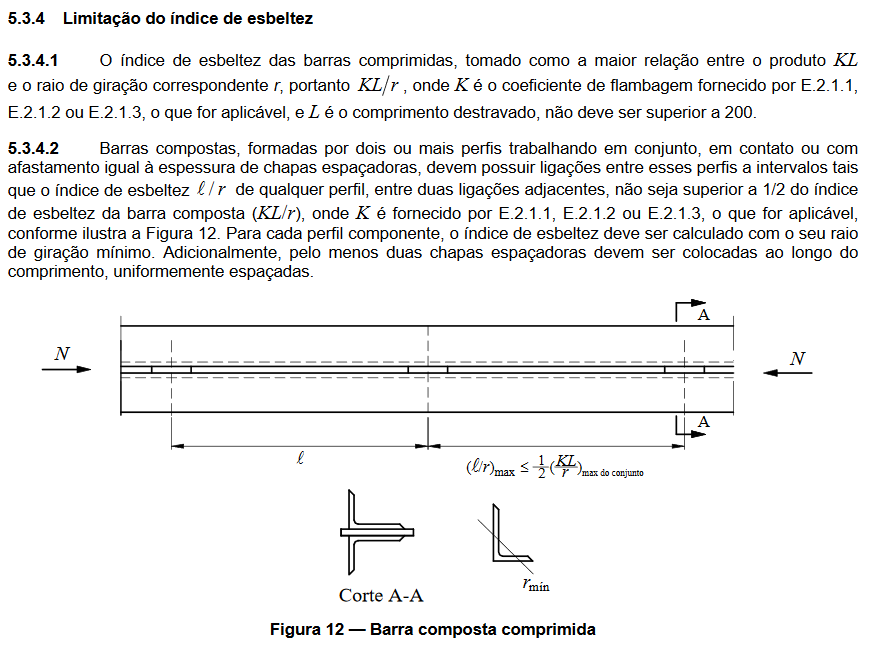 5.3.4 Limitação do índice de esbeltez
5.3.4.1 O índice de esbeltez das barras comprimidas, tomado como a maior relação entre o produto KL
e o raio de giração correspondente r, portanto KL/r , onde K é o coeficiente de flambagem fornecido por E.2.1.1,
E.2.1.2 ou E.2.1.3, o que for aplicável, e L é o comprimento destravado, não deve ser superior a 200.
5.3.4.2 Barras compostas, formadas por dois ou mais perfis trabalhando em conjunto, em contato ou com
afastamento igual à espessura de chapas espaçadoras, devem possuir ligações entre esses perfis a intervalos tais
que o índice de esbeltez ℓ/r de qualquer perfil, entre duas ligações adjacentes, não seja superior a 1/2 do índice
de esbeltez da barra composta (KL/r), onde K é fornecido por E.2.1.1, E.2.1.2 ou E.2.1.3, o que for aplicável,
conforme ilustra a Figura 12. Para cada perfil componente, o índice de esbeltez deve ser calculado com o seu raio
de giração mínimo. Adicionalmente, pelo menos duas chapas espaçadoras devem ser colocadas ao longo do
comprimento, uniformemente espaçadas.
A
N
N
A
ℓ
(ℓ/r)max ≤ 1/2 (KL/r)max do conjunto
rmín
Corte A-A
Figura 12 — Barra composta comprimida